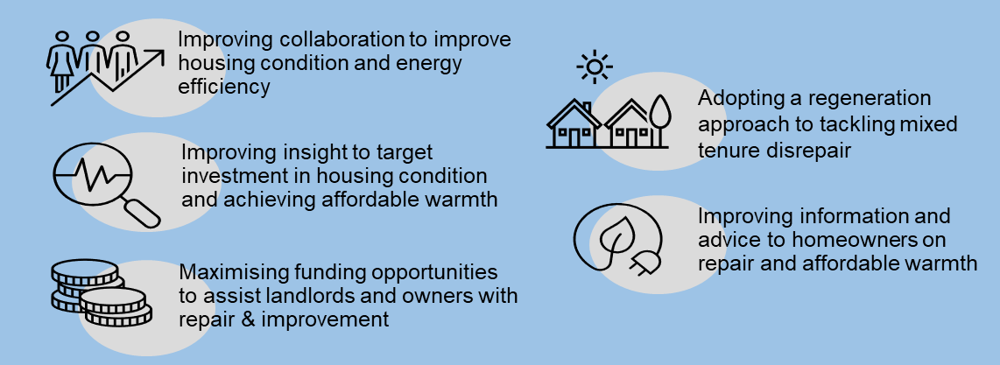 Improving collaboration to improve
housing condition and energy
efficiency
Improving insight to target
investment in housing condition
and achieving affordable warmth
Maximising funding opportunities
to assist landlords and owners with
repair & improvement
Adopting a regeneration
approach to tackling mixed
tenure disrepair
Improving information and
advice to homeowners on
repair and affordable warmth